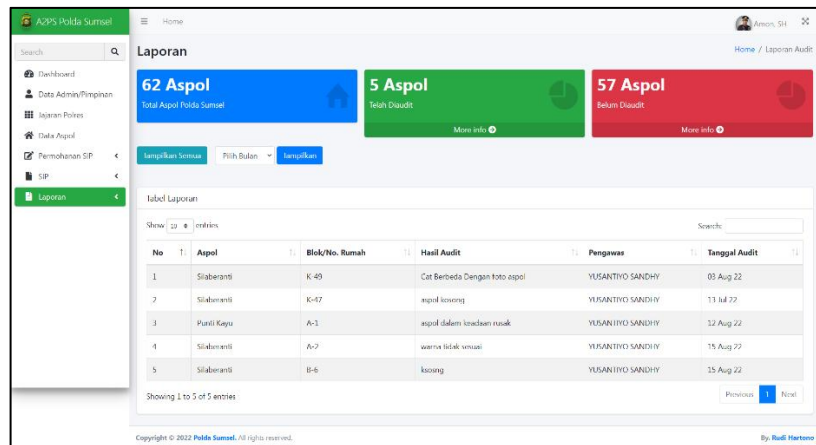 A2PS Polda Sumsel
Home
Amon, SH
Search
Dashboard
Data Admin/Pimpinan
Jajaran Polres
Data Aspol
Permohanan SIP
SIP
Laporan
Laporan
Home / Laporan Audit
62 Aspol
Total Aspol Polda Sumsel
5 Aspol
Telah Diaudit
More info
57 Aspol
Belum Diaudit
More info
Tampilkan Semua
Pilih Bulan
Tampilkan
Tabel Laporan
Show 10 entries
Search:
No Aspol Blok/No. Rumah Hasil Audit Pengawas Tanggal Audit
1 Silaberanti K-49 Cat Berbeda Dengan foto aspol YUSANTIYO SANDHY 03 Aug 22
2 Silaberanti K-47 aspol kosong YUSANTIYO SANDHY 13 Jul 22
3 Punti Kayu A-1 aspol dalam keadaan rusak YUSANTIYO SANDHY 12 Aug 22
4 Silaberanti A-2 warna tidak sesuai YUSANTIYO SANDHY 15 Aug 22
5 Silaberanti B-6 ksosng YUSANTIYO SANDHY 15 Aug 22
Showing 1 to 5 of 5 entries
Previous 1 Next
Copyright © 2022 Polda Sumsel. All rights reserved.
By. Rudi Hartono